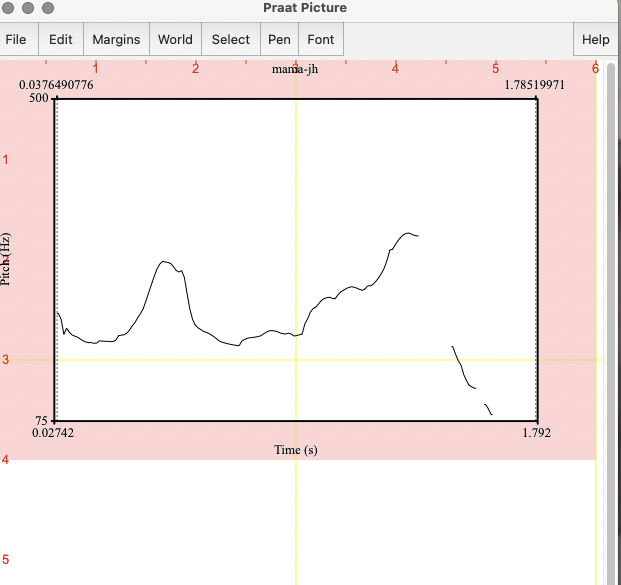 Praat Picture
File Edit Margins World Select Pen Font Help
1 2 3 4 5 6
mama-jh
0.0376490776 1.78519971
500
1
Pitch (Hz)
2
3
75
0.02742 1.792
Time (s)
4
5